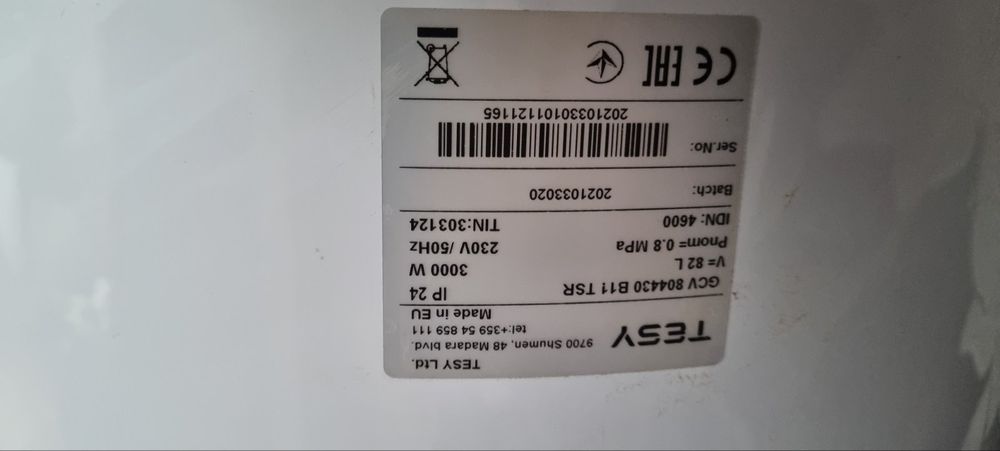 TESY
TESY Ltd.
9700 Shumen, 48 Madara blvd.
tel:+359 54 859 111
Made in EU
GCV 804430 B11 TSR IP 24
V= 82 L 3000 W
Pnom= 0.8 MPa 230V /50Hz
IDN: 4600 TIN:303124
Batch: 2021033020
Ser.No:
20210330101121165
CE EAC